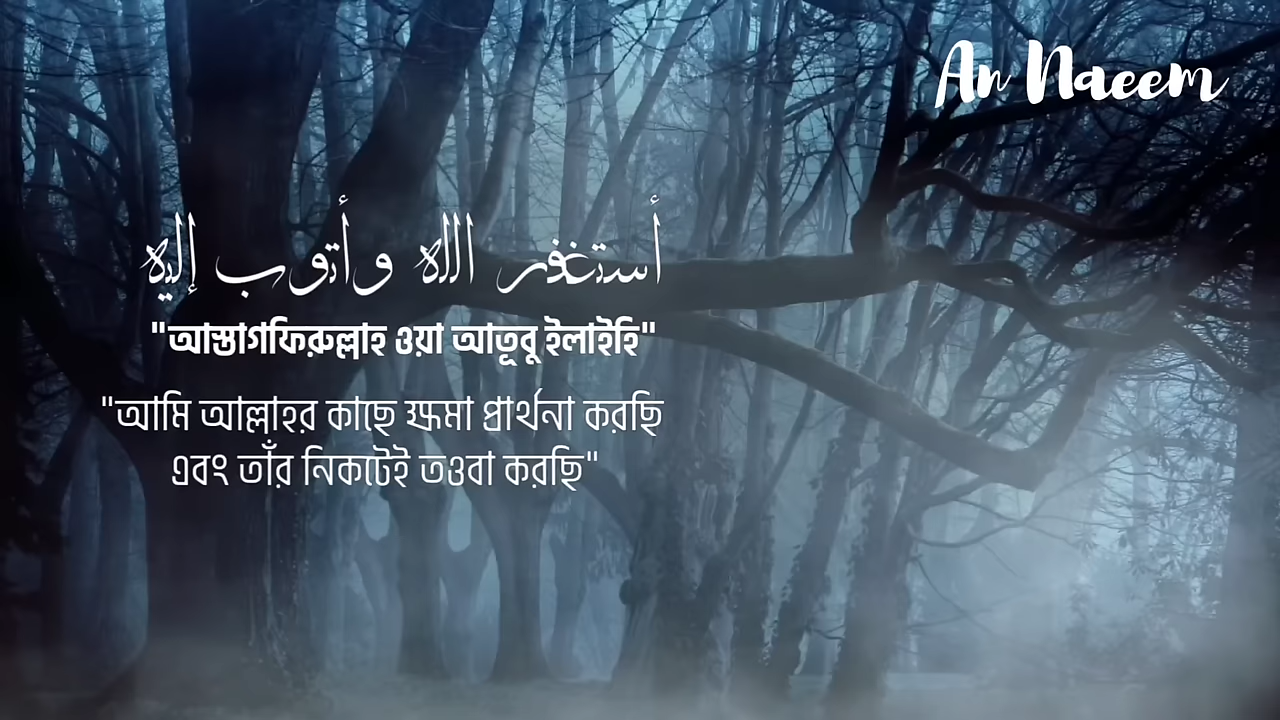 An Naeem
أستغفر الله وأتوب إليه
"আস্তাগফিরুল্লাহ ওয়া আতূবু ইলাইহি"
"আমি আল্লাহর কাছে ক্ষমা প্রার্থনা করছি
এবং তাঁর নিকটেই তওবা করছি"